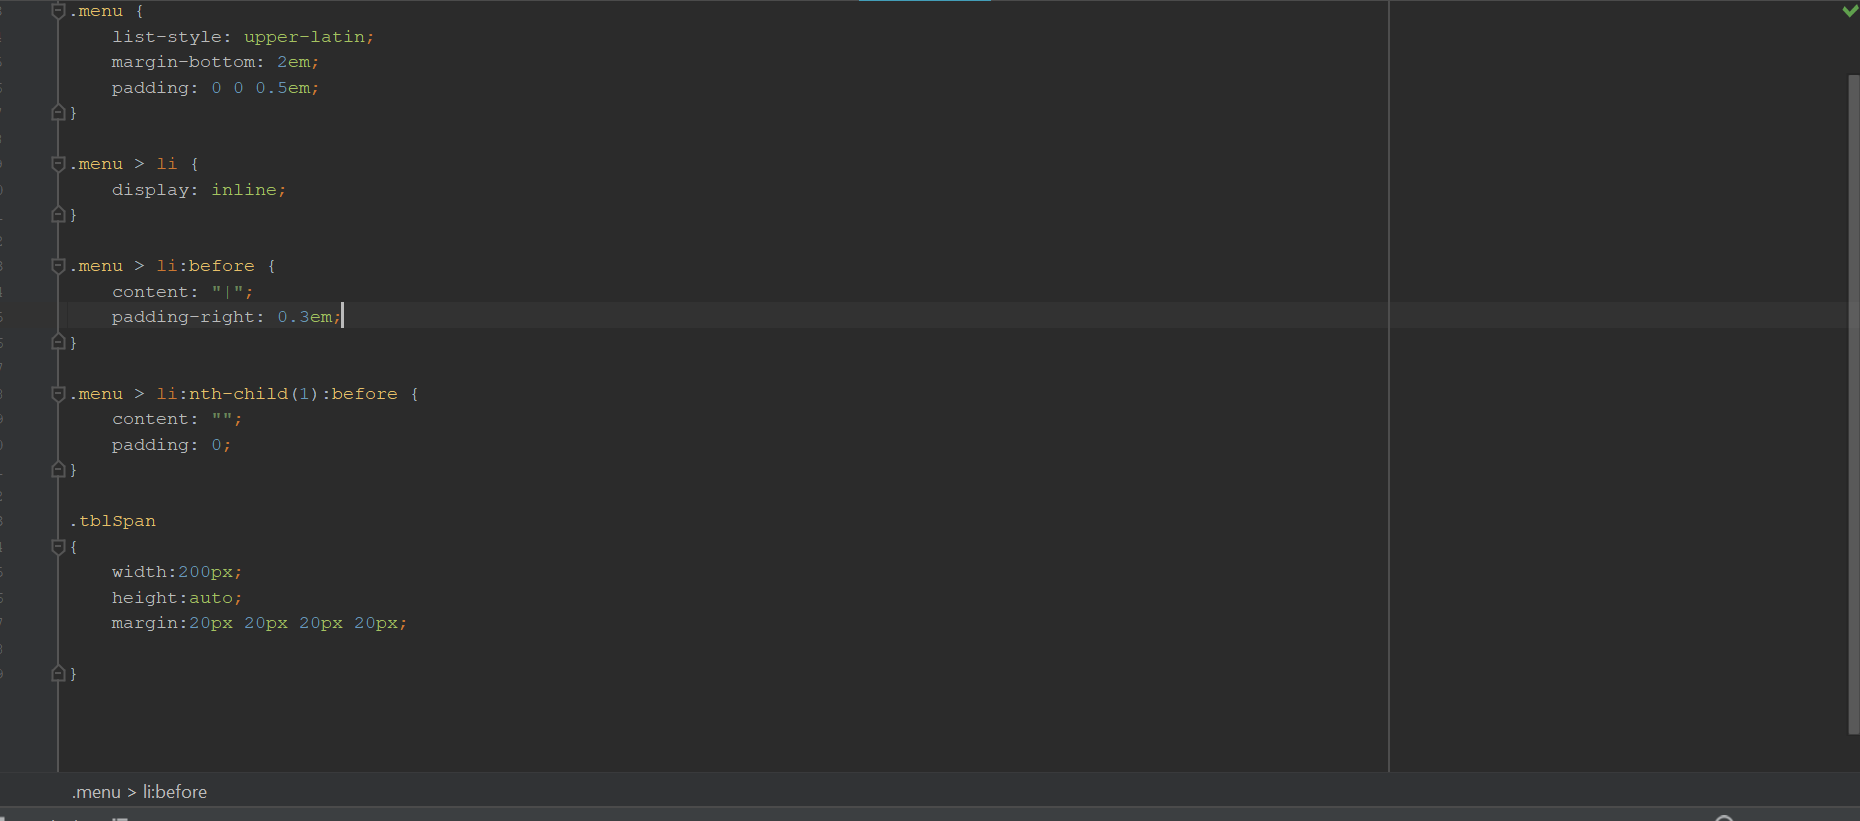 .menu {
    list-style: upper-latin;
    margin-bottom: 2em;
    padding: 0 0 0.5em;
}
.menu > li {
    display: inline;
}
.menu > li:before {
    content: "|";
    padding-right: 0.3em;
}
.menu > li:nth-child(1):before {
    content: "";
    padding: 0;
}
.tblSpan
{
    width:200px;
    height:auto;
    margin:20px 20px 20px 20px;
}
.menu > li:before